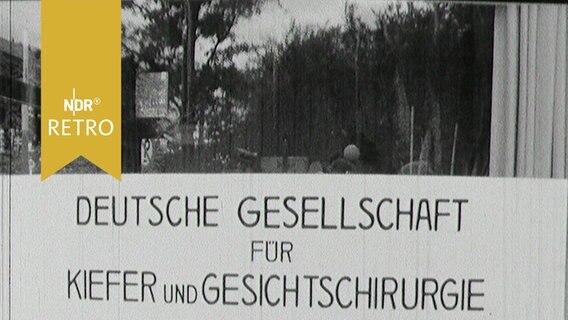 NDR®
RETRO
DEUTSCHE GESELLSCHAFT
FÜR
KIEFER UND GESICHTSCHIRURGIE